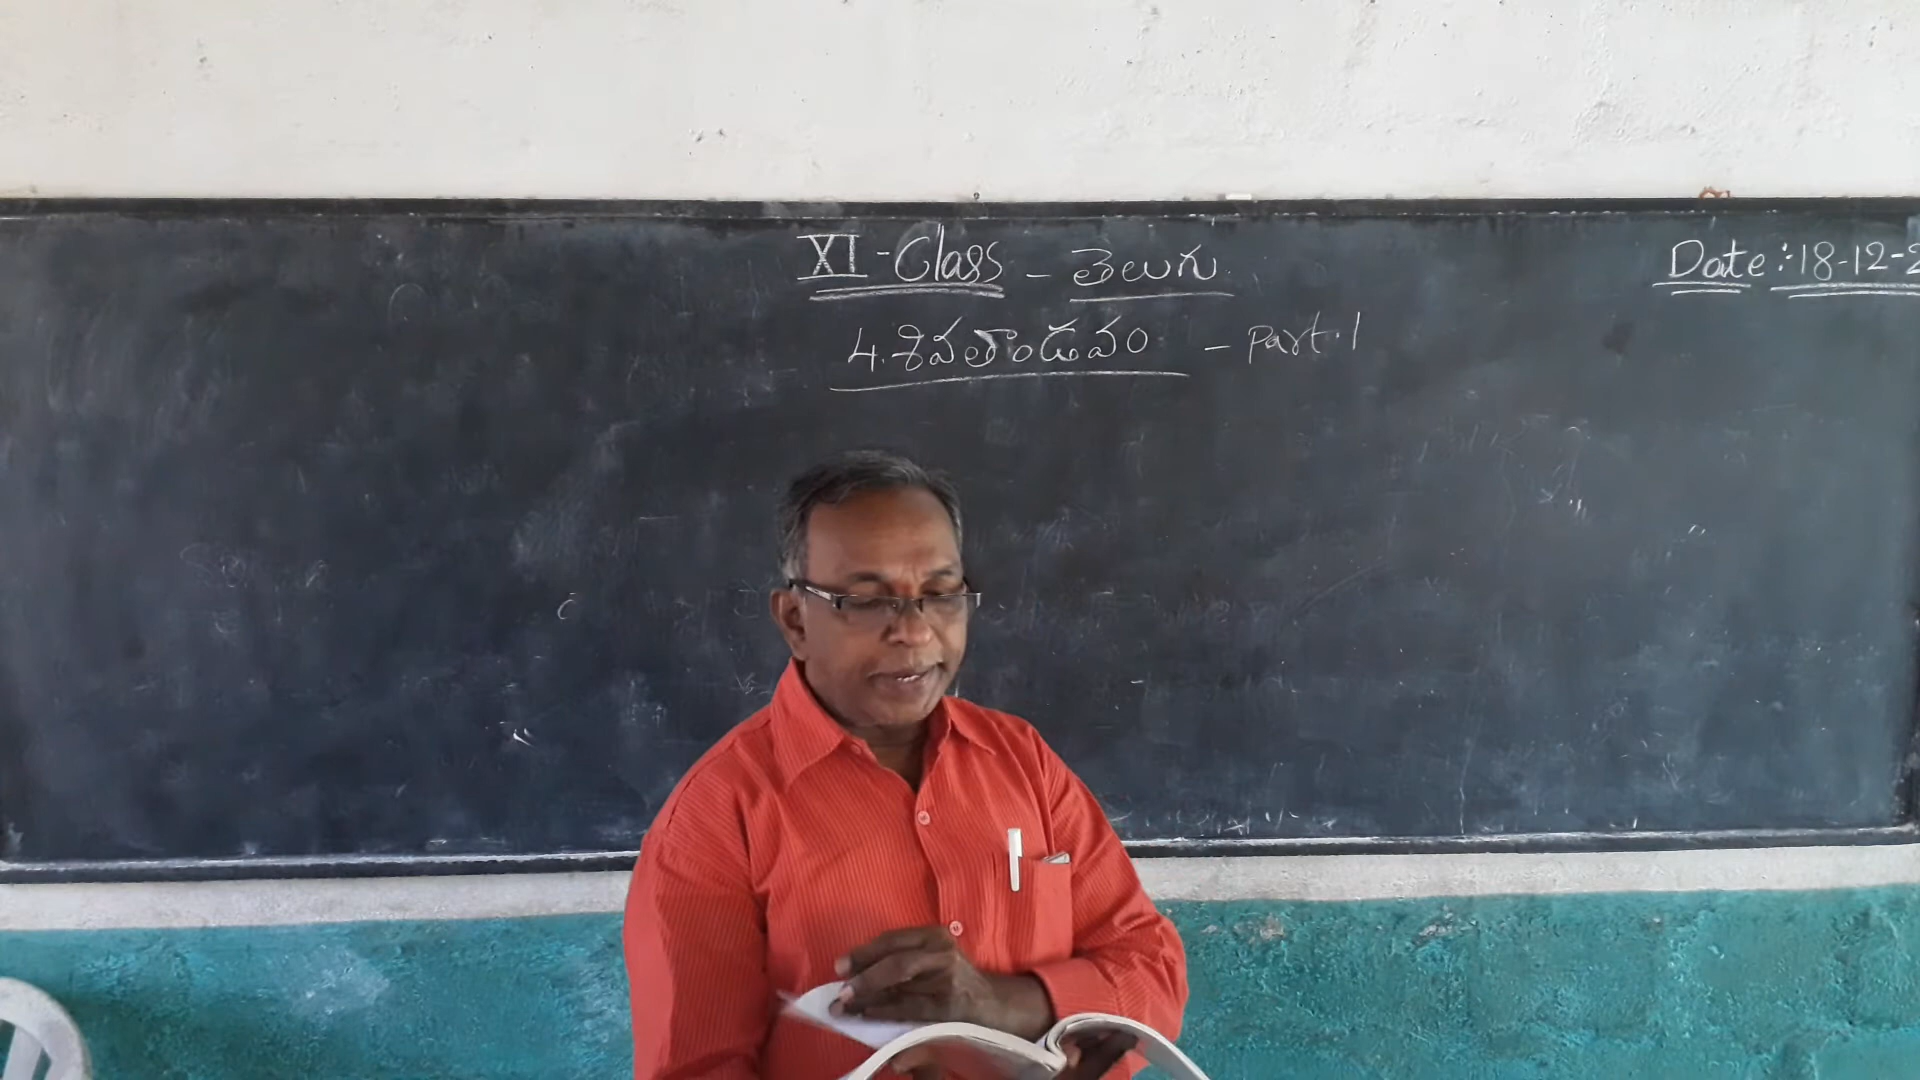 XI-Class - తెలుగు
Date:-18-12-2
4. శివతాండవం - Part.1